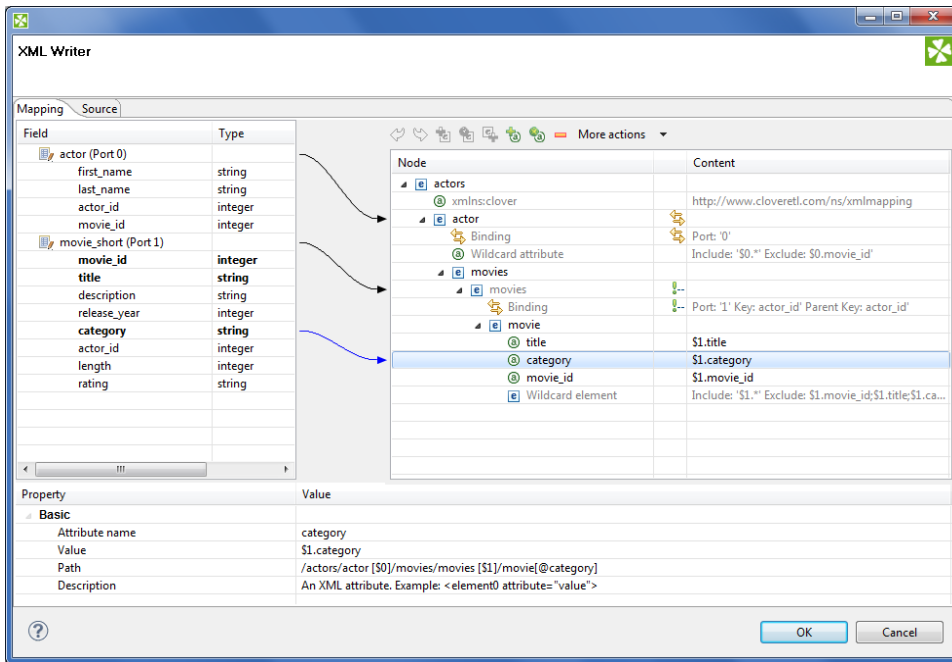 XML Writer
Mapping Source
Field Type
actor (Port 0)
first_name string
last_name string
actor_id integer
movie_id integer
movie_short (Port 1)
movie_id integer
title string
description string
release_year integer
category string
actor_id integer
length integer
rating string
More actions
Node Content
actors
xmlns:clover http://www.cloveretl.com/ns/xmlmapping
actor
Binding Port: '0'
Wildcard attribute Include: '$0.*' Exclude: $0.movie_id'
movies
movies
Binding Port: '1' Key: actor_id' Parent Key: actor_id'
movie
title $1.title
category $1.category
movie_id $1.movie_id
Wildcard element Include: '$1.*' Exclude: $1.movie_id;$1.title;$1.ca...
Property Value
Basic
Attribute name category
Value $1.category
Path /actors/actor [$0]/movies/movies [$1]/movie[@category]
Description An XML attribute. Example: <element0 attribute="value">
OK Cancel